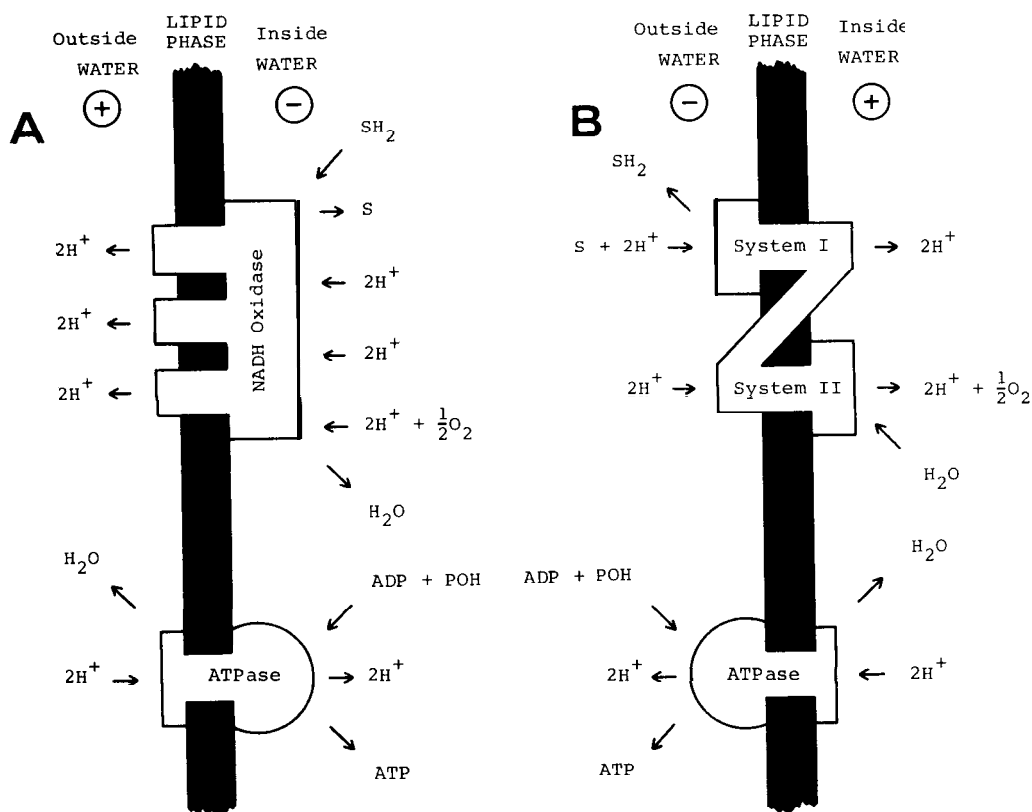 A
Outside
WATER
+
LIPID
PHASE
Inside
WATER
−
SH2
S
2H+
2H+
2H+
NADH Oxidase
2H+
2H+
2H+ + 1/2O2
H2O
H2O
ADP + POH
2H+
ATPase
2H+
ATP
B
Outside
WATER
−
LIPID
PHASE
Inside
WATER
+
SH2
S + 2H+
System I
2H+
2H+
System II
2H+ + 1/2O2
H2O
H2O
ADP + POH
2H+
ATPase
2H+
ATP